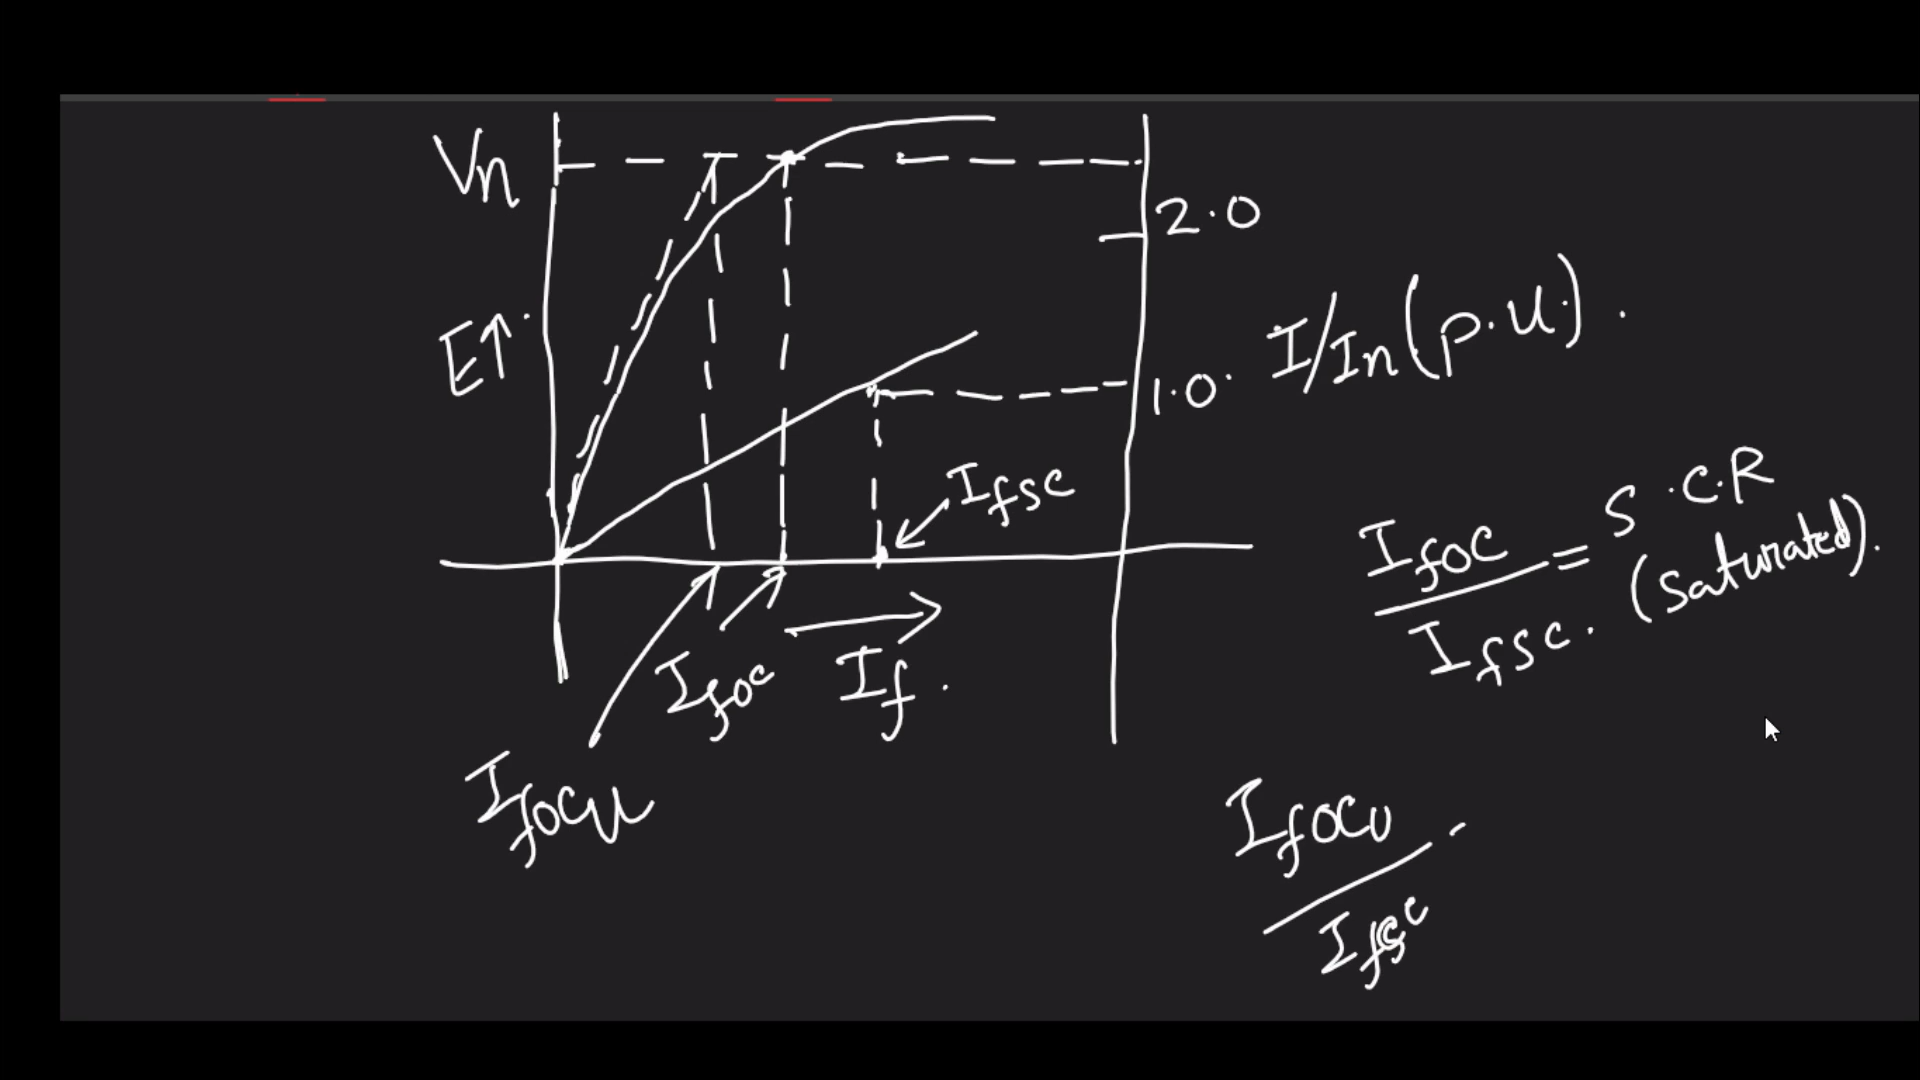 Vn
2.0
E↑
I/In (p.u.).
1.0
Ifsc
Ifoc/Ifsc. = S.C.R (saturated).
Ifoc
If.
Ifocu
Ifocu/Ifsc